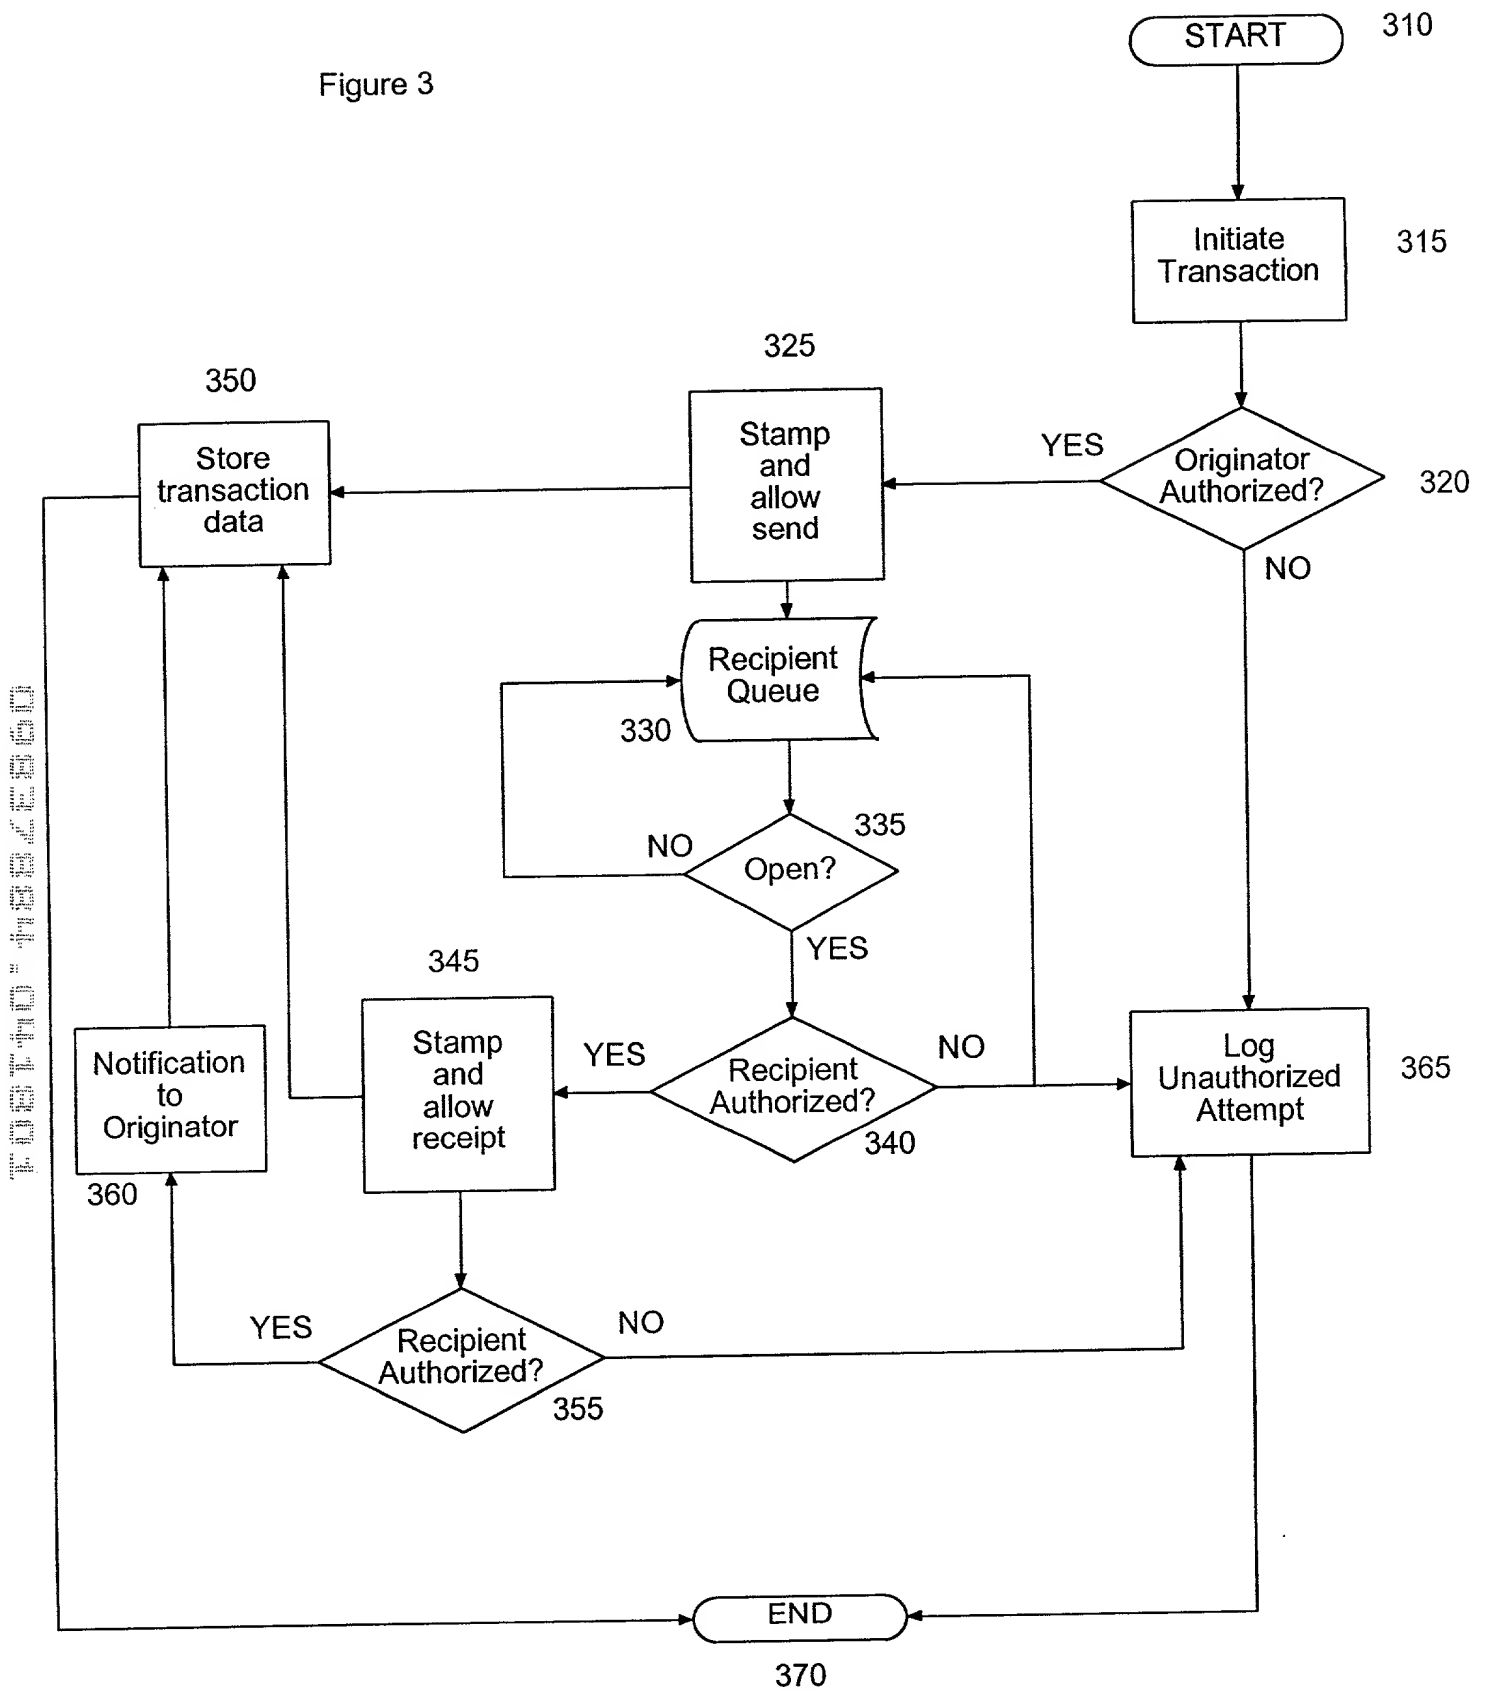 START
310
Figure 3
Initiate
Transaction
315
325
350
Stamp
and
allow
send
YES
Originator
Authorized?
320
Store
transaction
data
NO
Recipient
Queue
330
335
NO
Open?
YES
345
Stamp
and
allow
receipt
YES
Recipient
Authorized?
NO
340
Log
Unauthorized
Attempt
365
Notification
to
Originator
360
YES
Recipient
Authorized?
NO
355
END
370